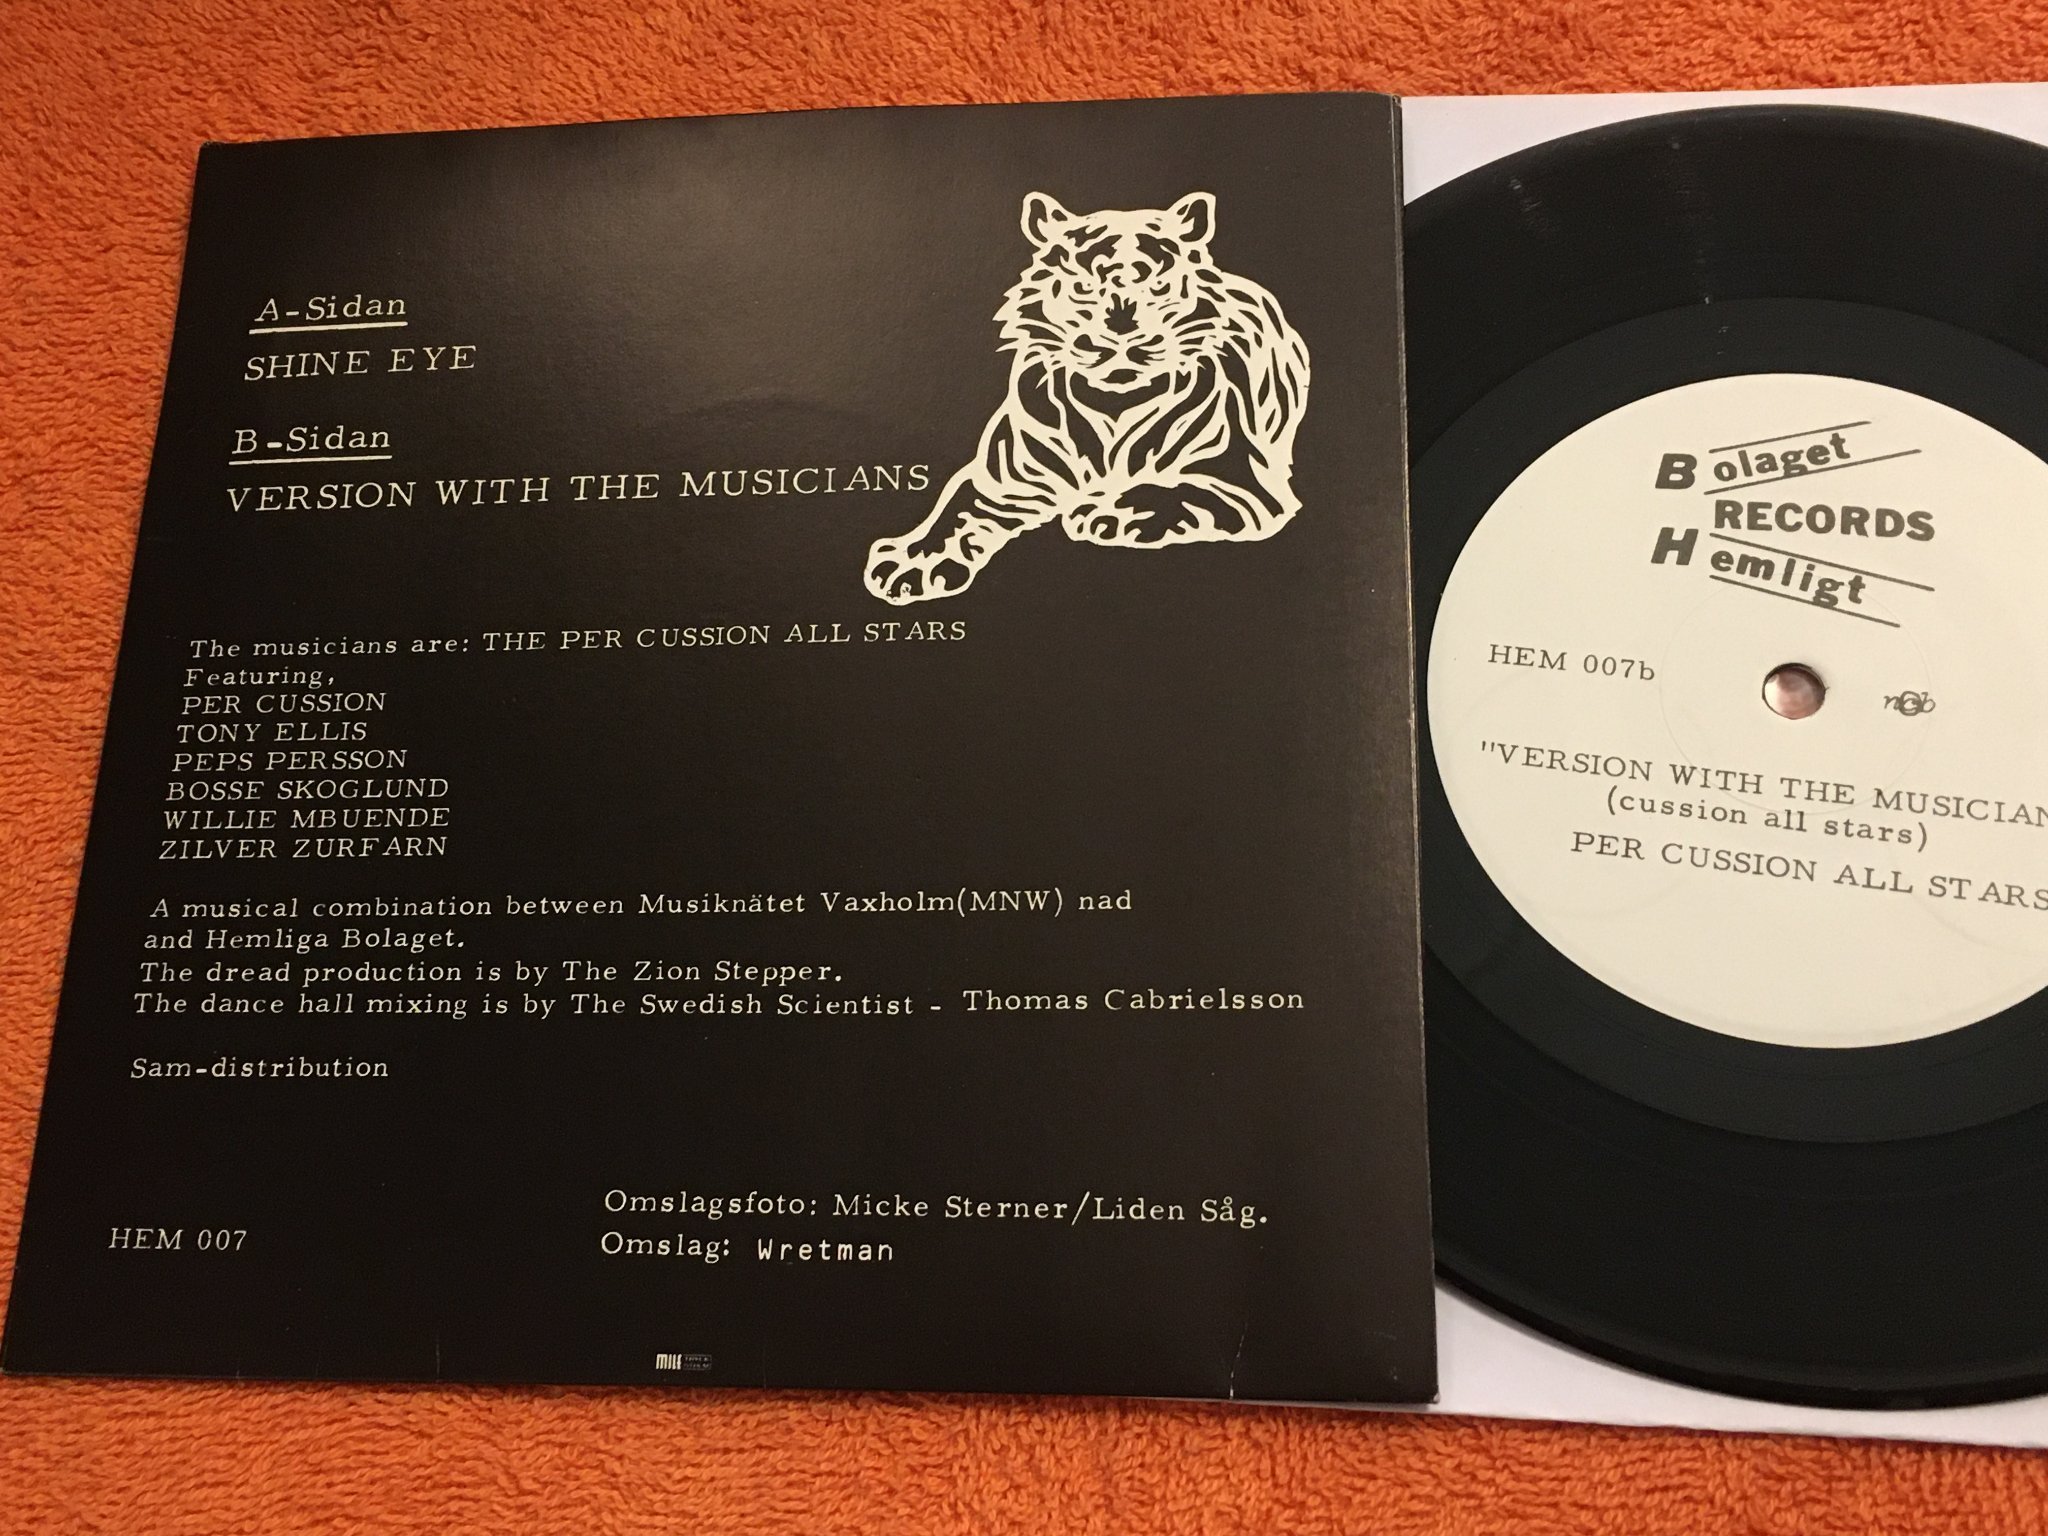 A-Sidan
SHINE EYE
B-Sidan
VERSION WITH THE MUSICIANS
The musicians are: THE PER CUSSION ALL STARS
Featuring,
PER CUSSION
TONY ELLIS
PEPS PERSSON
BOSSE SKOGLUND
WILLIE MBUENDE
ZILVER ZURFARN
A musical combination between Musiknätet Vaxholm(MNW) nad
and Hemliga Bolaget.
The dread production is by The Zion Stepper.
The dance hall mixing is by The Swedish Scientist - Thomas Cabrielsson
Sam-distribution
Omslagsfoto: Micke Sterner/Liden Såg.
Omslag: Wretman
HEM 007
Bolaget
RECORDS
Hemligt
HEM 007b
ncb
"VERSION WITH THE MUSICIAN
(cussion all stars)
PER CUSSION ALL STARS